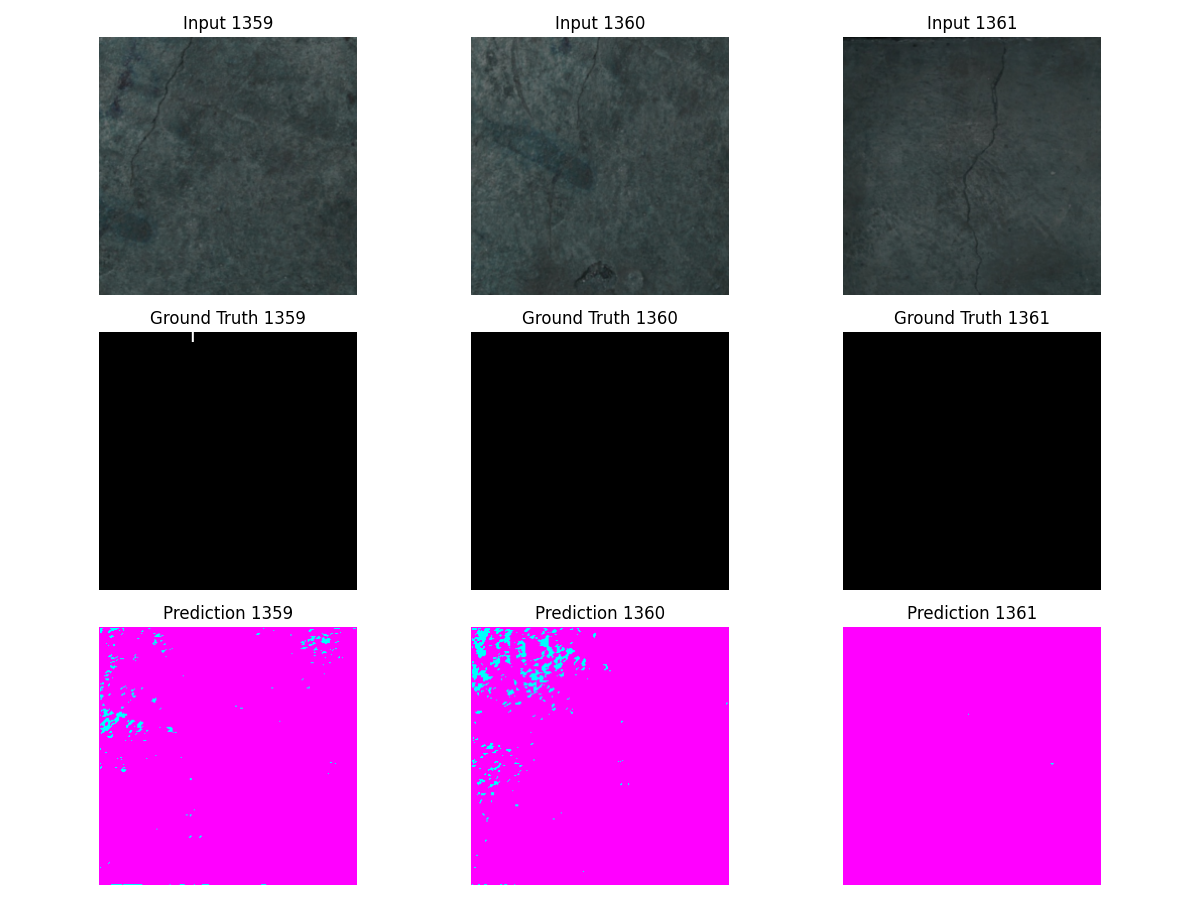 Input 1359
Input 1360
Input 1361
Ground Truth 1359
Ground Truth 1360
Ground Truth 1361
Prediction 1359
Prediction 1360
Prediction 1361